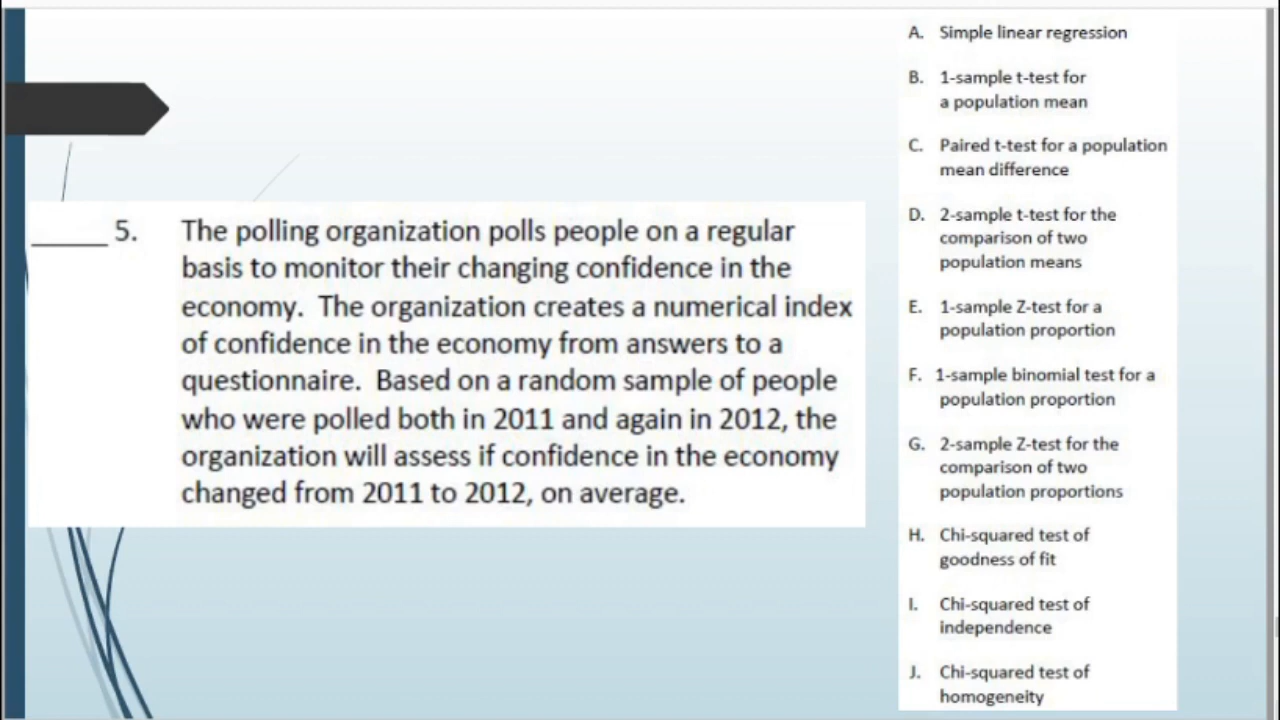 _____ 5. The polling organization polls people on a regular
basis to monitor their changing confidence in the
economy. The organization creates a numerical index
of confidence in the economy from answers to a
questionnaire. Based on a random sample of people
who were polled both in 2011 and again in 2012, the
organization will assess if confidence in the economy
changed from 2011 to 2012, on average.
A. Simple linear regression
B. 1-sample t-test for
a population mean
C. Paired t-test for a population
mean difference
D. 2-sample t-test for the
comparison of two
population means
E. 1-sample Z-test for a
population proportion
F. 1-sample binomial test for a
population proportion
G. 2-sample Z-test for the
comparison of two
population proportions
H. Chi-squared test of
goodness of fit
I. Chi-squared test of
independence
J. Chi-squared test of
homogeneity